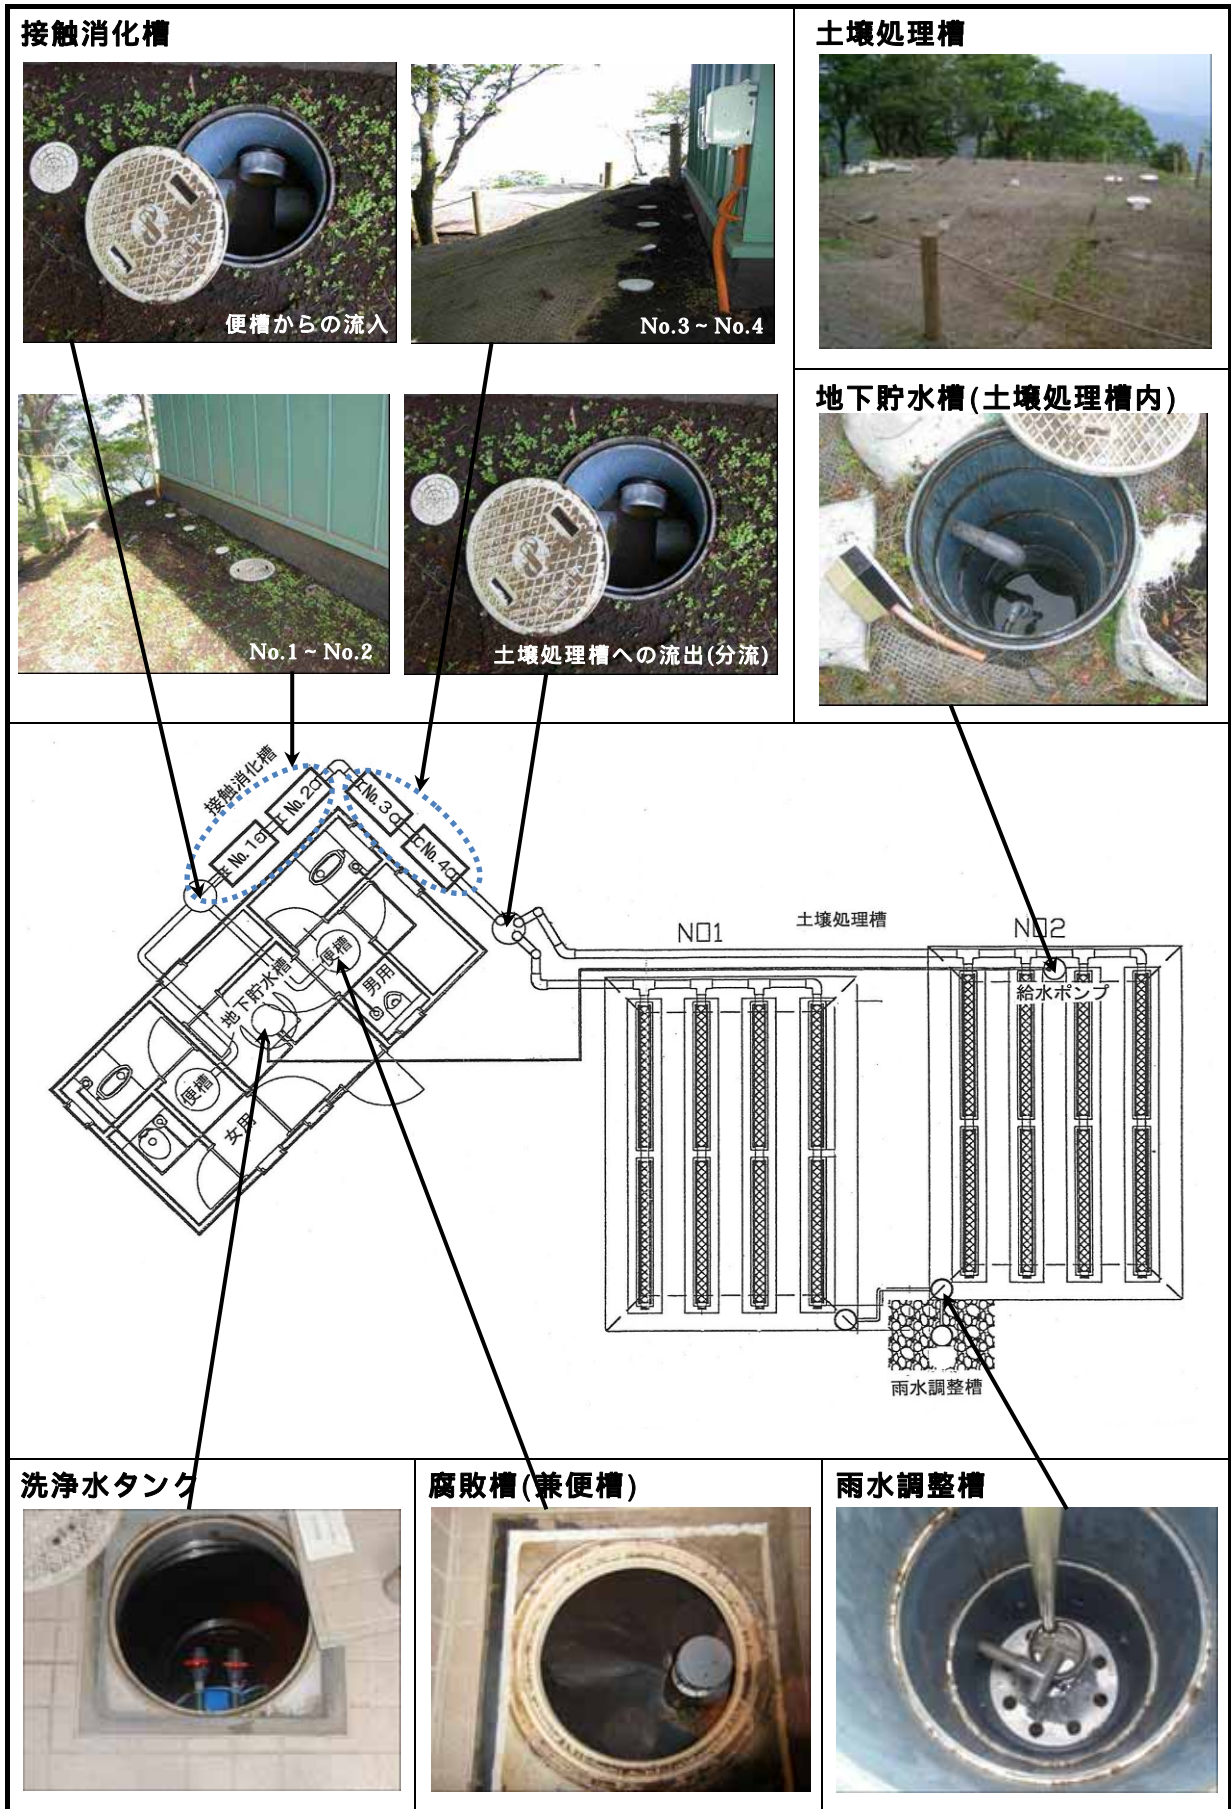 接触消化槽
便槽からの流入
No.3～No.4
No.1～No.2
土壌処理槽への流出(分流)
土壌処理槽
地下貯水槽(土壌処理槽内)
接触消化槽
No.1
No.2
No.3
No.4
便槽
地下貯水槽
男用
便槽
女用
NO1
土壌処理槽
NO2
給水ポンプ
雨水調整槽
洗浄水タンク
腐敗槽(兼便槽)
雨水調整槽